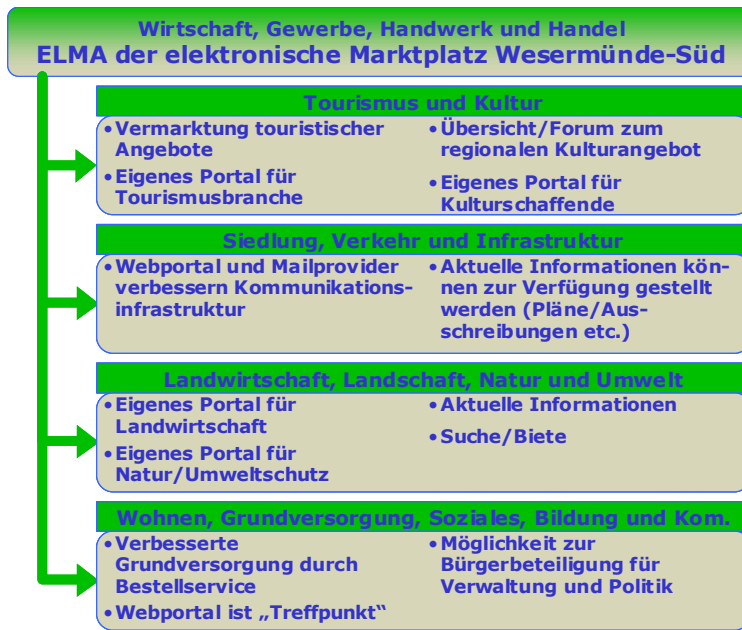 Wirtschaft, Gewerbe, Handwerk und Handel
ELMA der elektronische Marktplatz Wesermünde-Süd
Tourismus und Kultur
• Vermarktung touristischer
Angebote
• Eigenes Portal für
Tourismusbranche
• Übersicht/Forum zum
regionalen Kulturangebot
• Eigenes Portal für
Kulturschaffende
Siedlung, Verkehr und Infrastruktur
• Webportal und Mailprovider
verbessern Kommunikations-
infrastruktur
• Aktuelle Informationen kön-
nen zur Verfügung gestellt
werden (Pläne/Aus-
schreibungen etc.)
Landwirtschaft, Landschaft, Natur und Umwelt
• Eigenes Portal für
Landwirtschaft
• Eigenes Portal für
Natur/Umweltschutz
• Aktuelle Informationen
• Suche/Biete
Wohnen, Grundversorgung, Soziales, Bildung und Kom.
• Verbesserte
Grundversorgung durch
Bestellservice
• Webportal ist „Treffpunkt“
• Möglichkeit zur
Bürgerbeteiligung für
Verwaltung und Politik